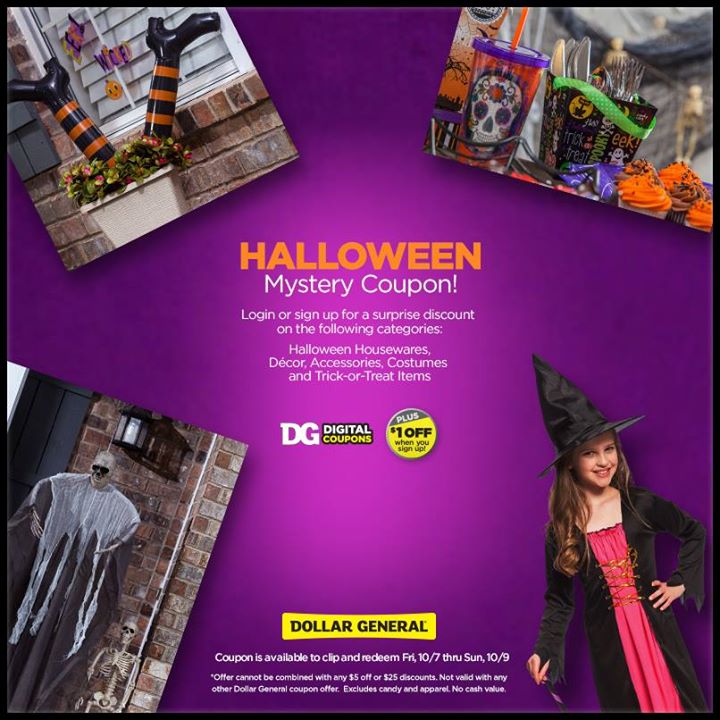 HALLOWEEN
Mystery Coupon!
Login or sign up for a surprise discount
on the following categories:
Halloween Housewares,
Décor, Accessories, Costumes
and Trick-or-Treat Items
DG DIGITAL
COUPONS
PLUS
$1 OFF
when you
sign up!
DOLLAR GENERAL
Coupon is available to clip and redeem Fri, 10/7 thru Sun, 10/9
*Offer cannot be combined with any $5 off or $25 discounts. Not valid with any
other Dollar General coupon offer. Excludes candy and apparel. No cash value.